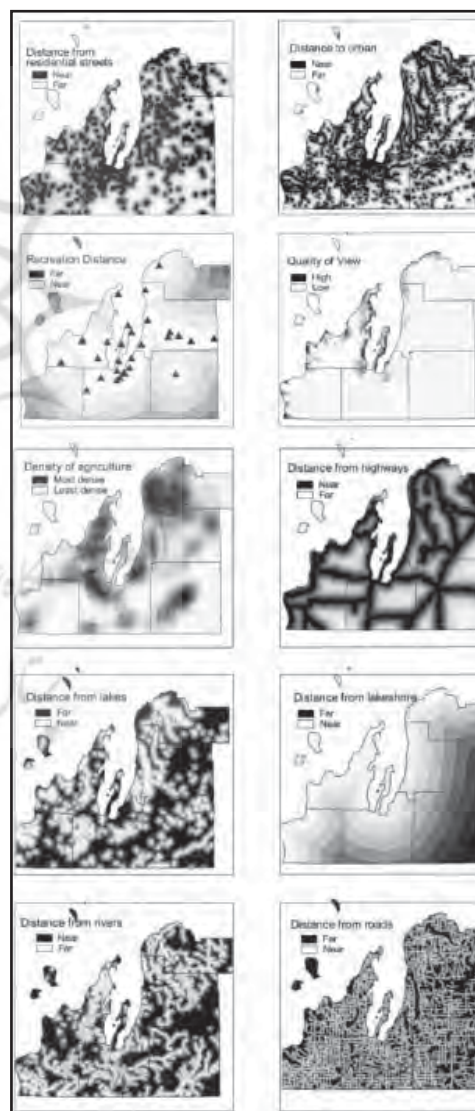 Distance from
residential streets
Near
Far
Distance to urban
Near
Far
Recreation Distance
Far
Near
Quality of View
High
Low
Density of agriculture
Most dense
Least dense
Distance from highways
Near
Far
Distance from lakes
Far
Near
Distance from lakeshore
Far
Near
Distance from rivers
Near
Far
Distance from roads
Far
Near